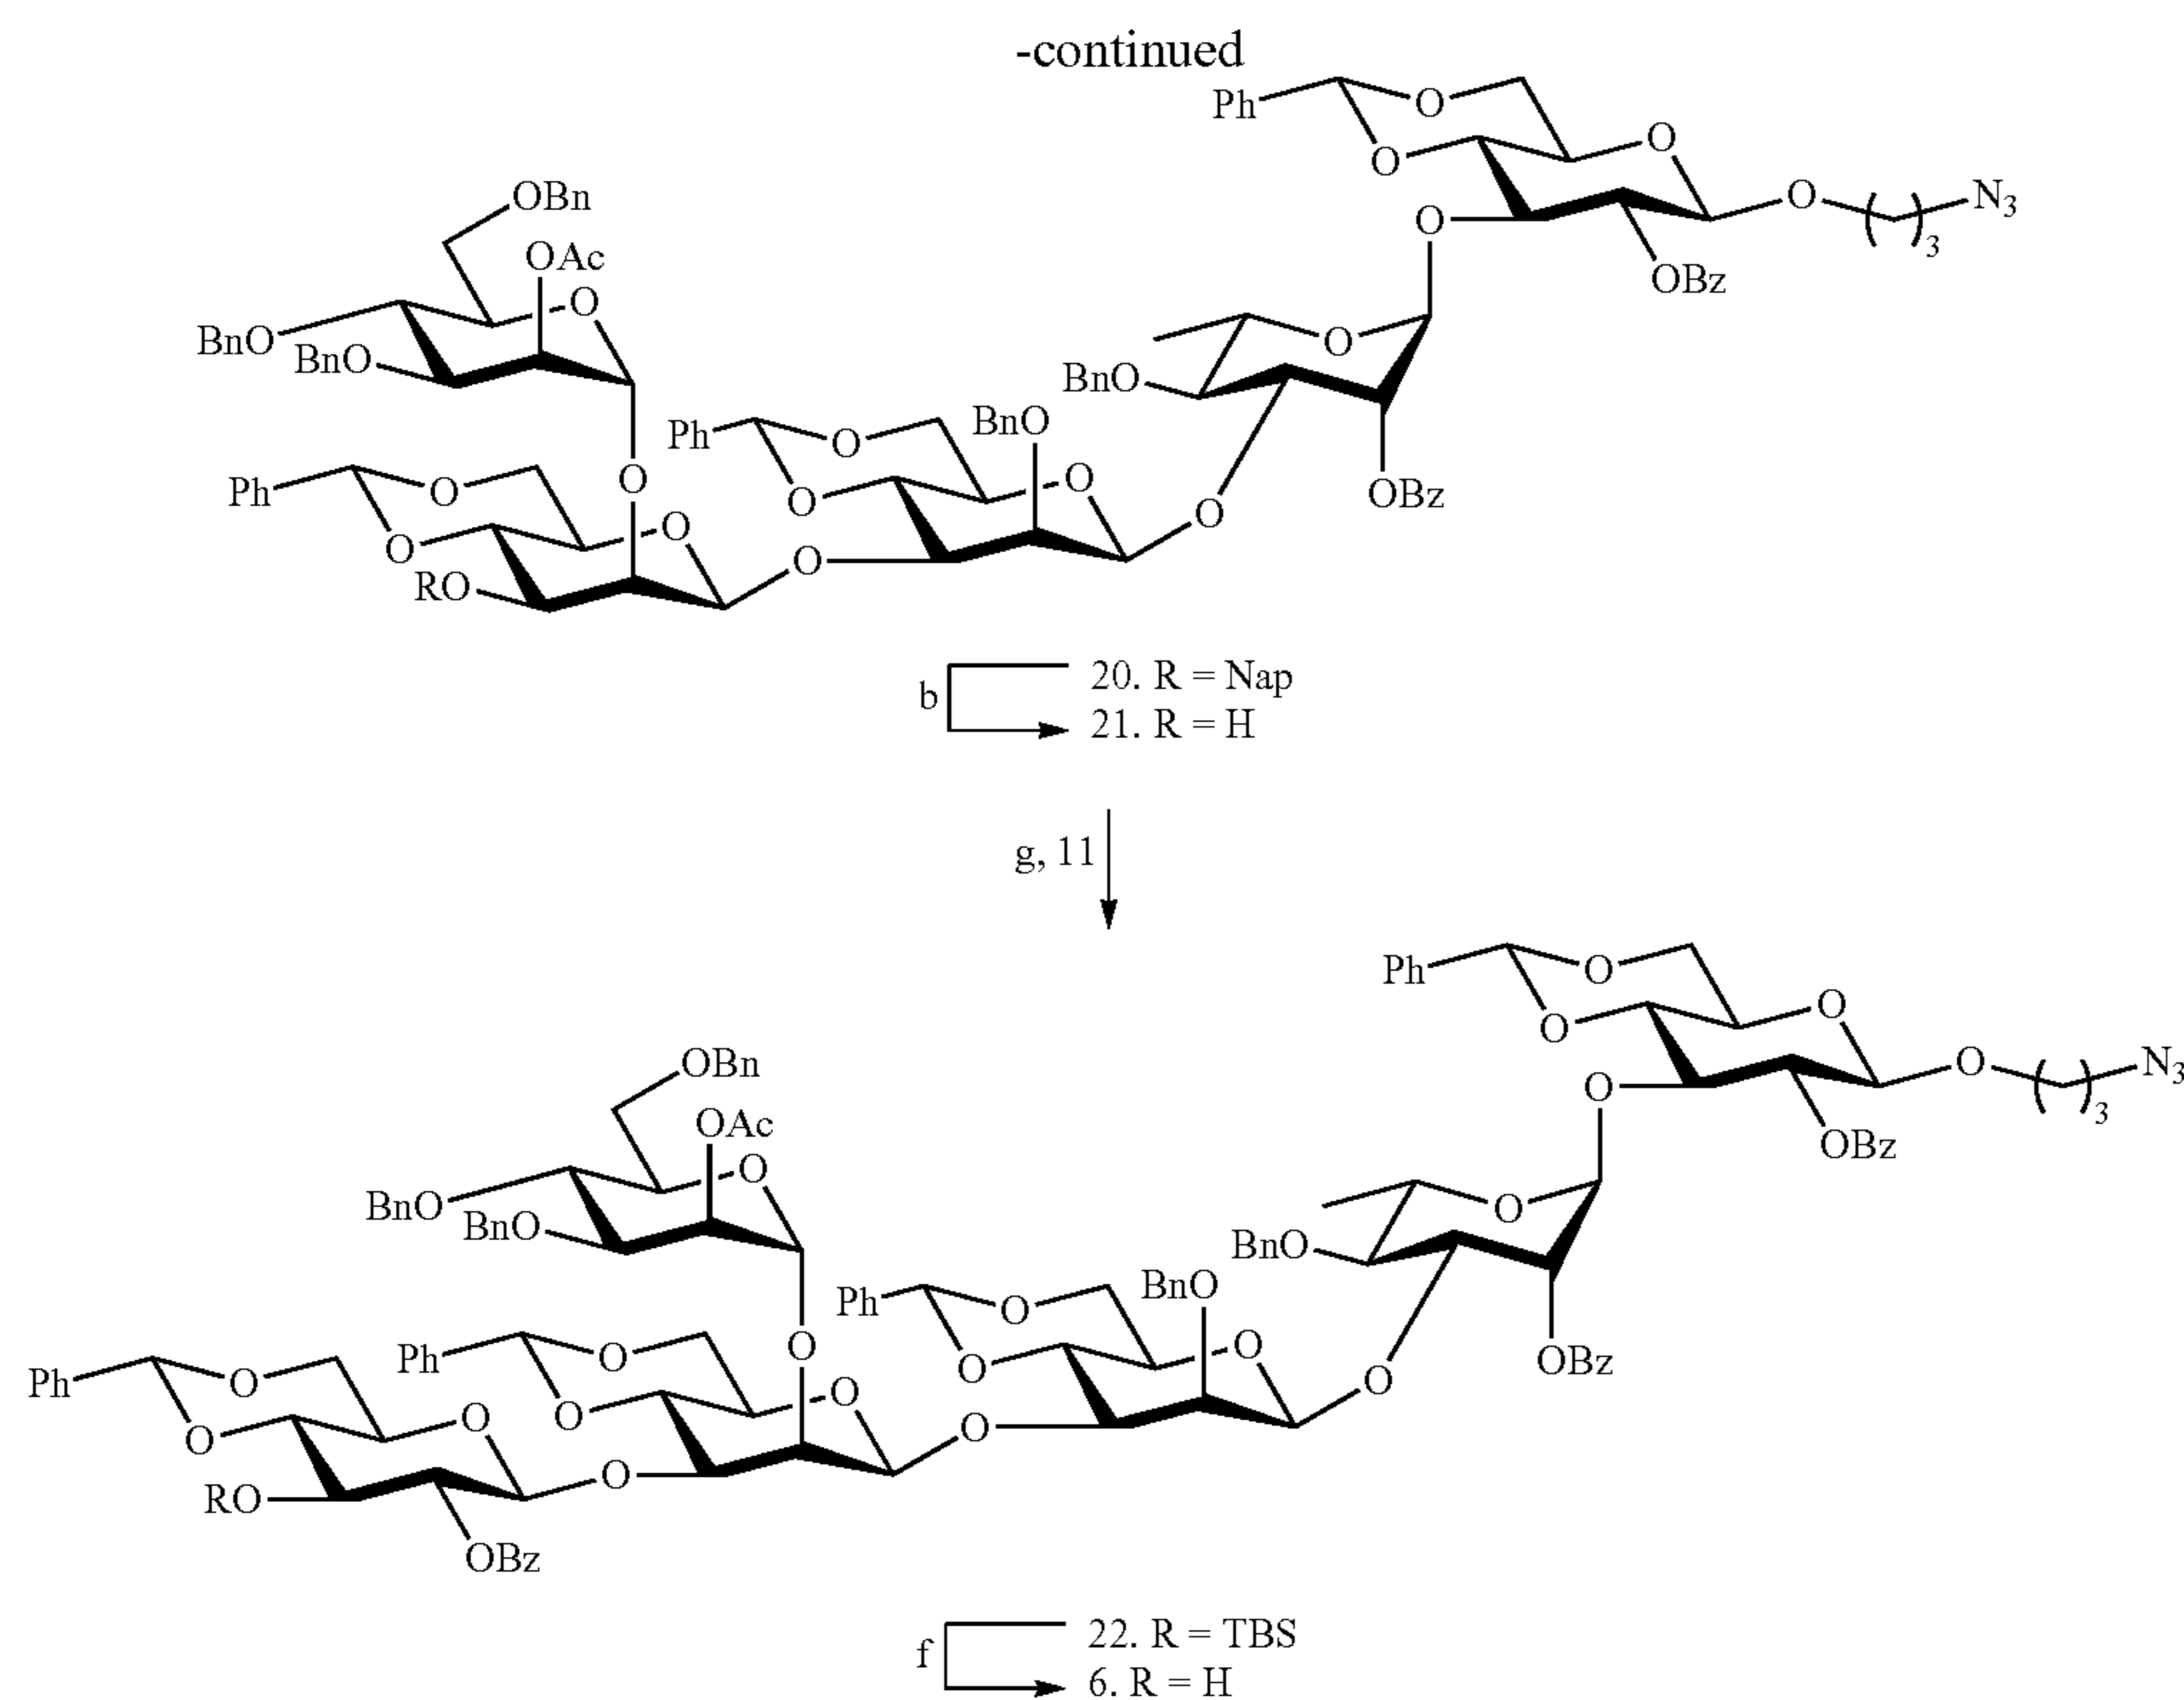 -continued
Ph
O
O
O
O
N3
OBn
O
OBz
OAc
O
BnO
BnO
O
BnO
OBz
Ph
O
BnO
O
O
O
O
Ph
O
O
O
O
RO
b
20. R = Nap
21. R = H
g, 11
Ph
O
O
O
O
( )3
N3
OBn
O
OBz
OAc
O
BnO
BnO
O
BnO
OBz
Ph
O
BnO
O
O
O
O
Ph
O
O
O
O
Ph
O
O
O
O
RO
OBz
f
22. R = TBS
6. R = H